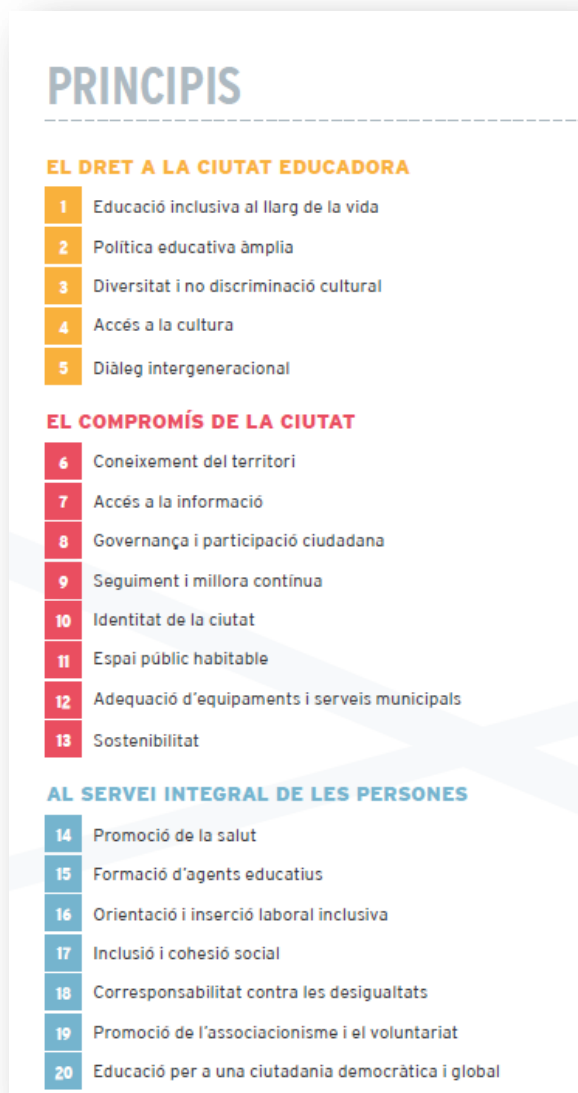 PRINCIPIS
EL DRET A LA CIUTAT EDUCADORA
1 Educació inclusiva al llarg de la vida
2 Política educativa àmplia
3 Diversitat i no discriminació cultural
4 Accés a la cultura
5 Diàleg intergeneracional
EL COMPROMÍS DE LA CIUTAT
6 Coneixement del territori
7 Accés a la informació
8 Governança i participació ciudadana
9 Seguiment i millora contínua
10 Identitat de la ciutat
11 Espai públic habitable
12 Adequació d'equipaments i serveis municipals
13 Sostenibilitat
AL SERVEI INTEGRAL DE LES PERSONES
14 Promoció de la salut
15 Formació d'agents educatius
16 Orientació i inserció laboral inclusiva
17 Inclusió i cohesió social
18 Corresponsabilitat contra les desigualtats
19 Promoció de l'associacionisme i el voluntariat
20 Educació per a una ciutadania democràtica i global